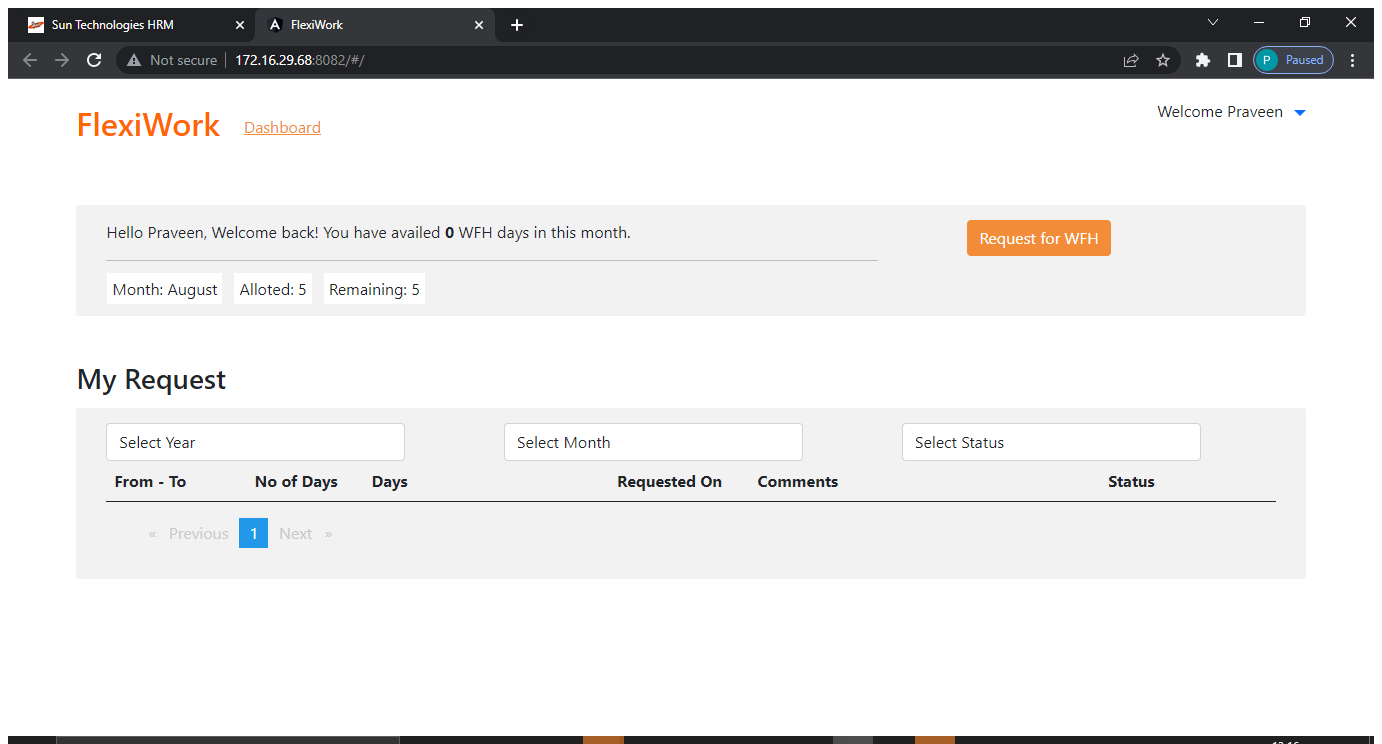 Sun Technologies HRM
FlexiWork
Not secure
172.16.29.68:8082/#/
P
Paused
FlexiWork
Dashboard
Welcome Praveen
Hello Praveen, Welcome back! You have availed 0 WFH days in this month.
Request for WFH
Month: August
Alloted: 5
Remaining: 5
My Request
Select Year
Select Month
Select Status
From - To
No of Days
Days
Requested On
Comments
Status
« Previous 1 Next »